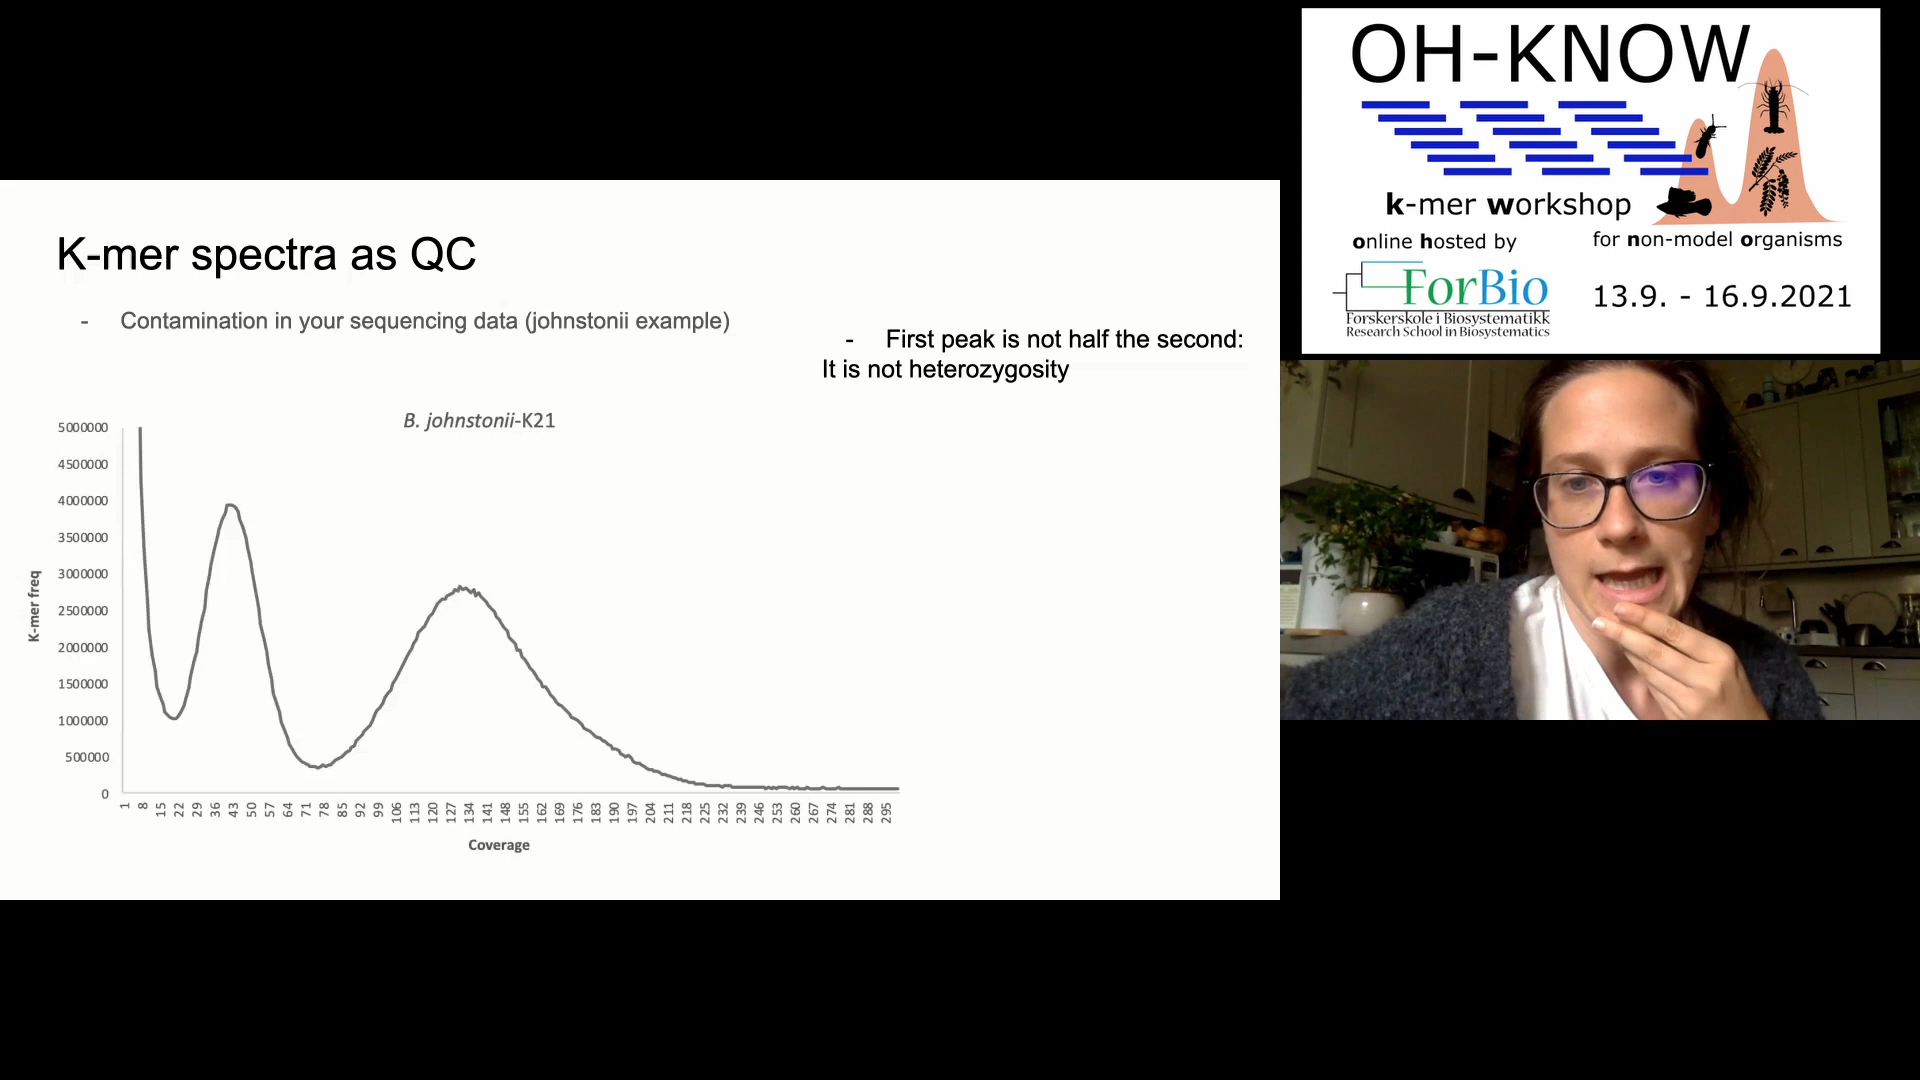 K-mer spectra as QC
- Contamination in your sequencing data (johnstonii example)
- First peak is not half the second:
It is not heterozygosity
B. johnstonii-K21
5000000
4500000
4000000
3500000
3000000
2500000
2000000
1500000
1000000
500000
0
K-mer freq
1 8 15 22 29 36 43 50 57 64 71 78 85 92 99 106 113 120 127 134 141 148 155 162 169 176 183 190 197 204 211 218 225 232 239 246 253 260 267 274 281 288 295
Coverage
OH-KNOW
k-mer workshop
online hosted by
for non-model organisms
ForBio
13.9. - 16.9.2021
Forskerskole i Biosystematikk
Research School in Biosystematics